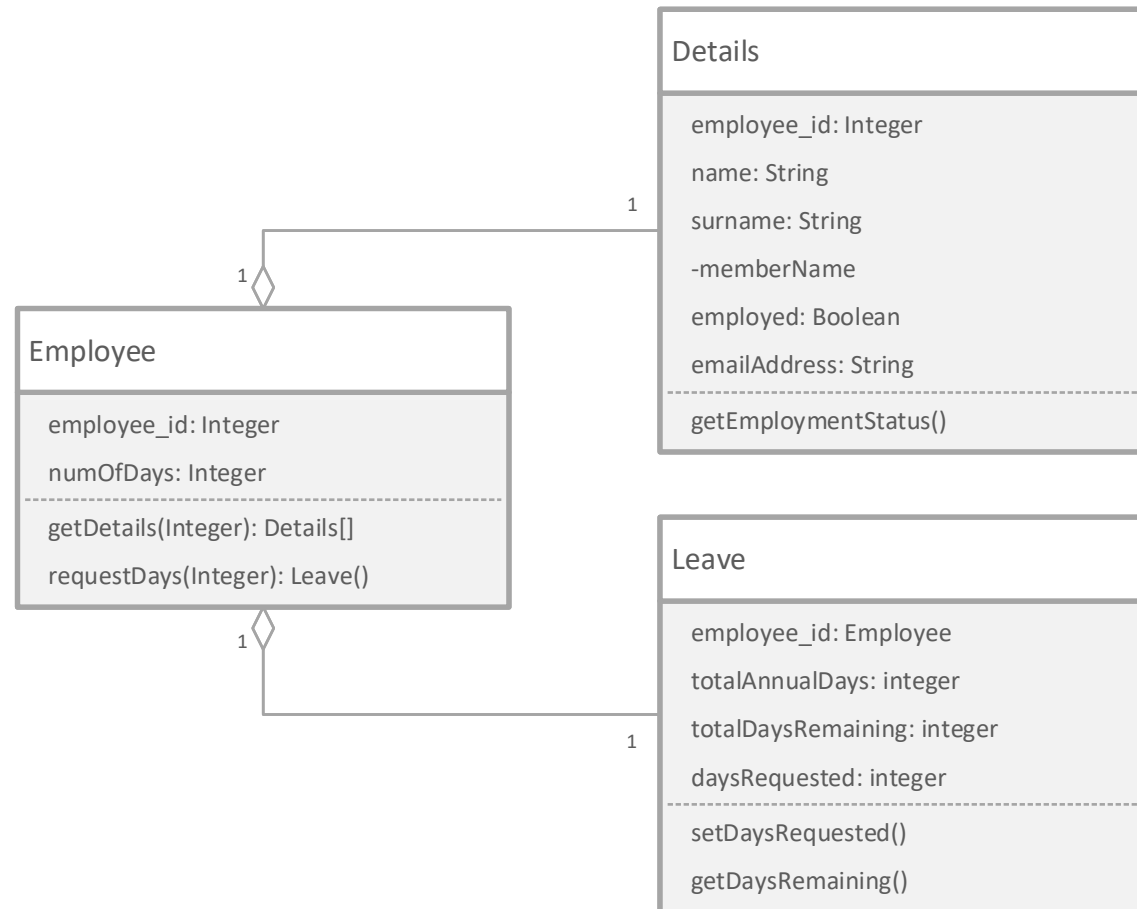 Details
employee_id: Integer
name: String
surname: String
-memberName
employed: Boolean
emailAddress: String
getEmploymentStatus()
1
1
Employee
employee_id: Integer
numOfDays: Integer
getDetails(Integer): Details[]
requestDays(Integer): Leave()
1
1
Leave
employee_id: Employee
totalAnnualDays: integer
totalDaysRemaining: integer
daysRequested: integer
setDaysRequested()
getDaysRemaining()